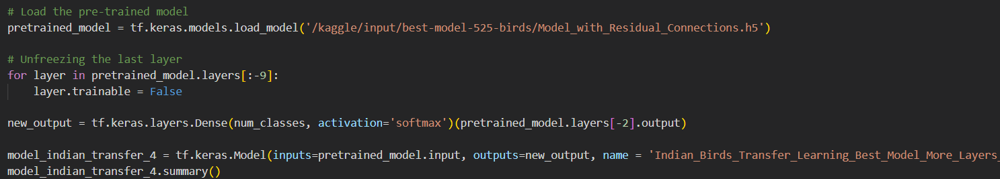 # Load the pre-trained model
pretrained_model = tf.keras.models.load_model('/kaggle/input/best-model-525-birds/Model_with_Residual_Connections.h5')
# Unfreezing the last layer
for layer in pretrained_model.layers[:-9]:
    layer.trainable = False
new_output = tf.keras.layers.Dense(num_classes, activation='softmax')(pretrained_model.layers[-2].output)
model_indian_transfer_4 = tf.keras.Model(inputs=pretrained_model.input, outputs=new_output, name = 'Indian_Birds_Transfer_Learning_Best_Model_More_Layers_
model_indian_transfer_4.summary()